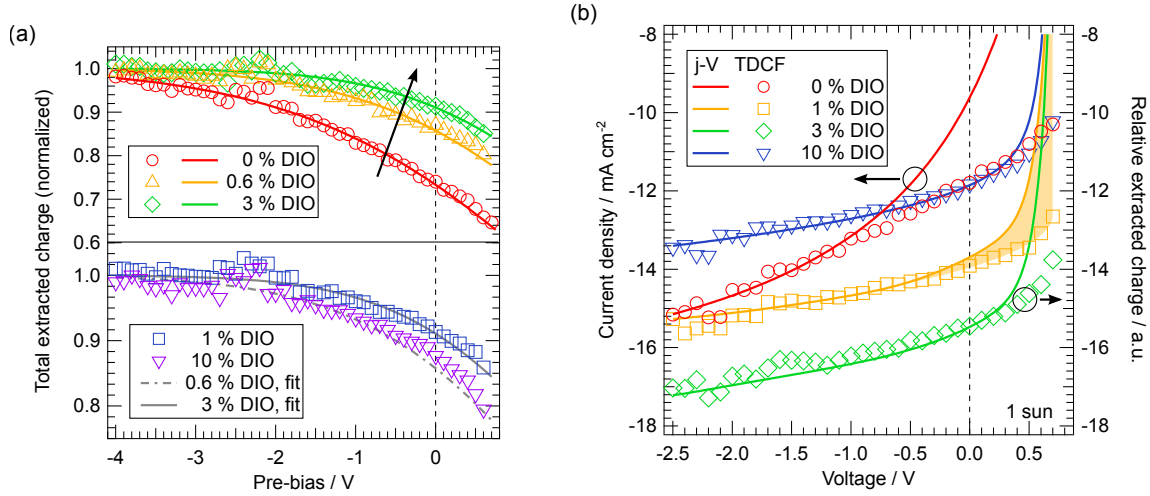 (a)
Total extracted charge (normalized)
1.0
0.9
0.8
0.7
0.6
0 % DIO
0.6 % DIO
3 % DIO
1.0
0.9
0.8
1 % DIO
10 % DIO
0.6 % DIO, fit
3 % DIO, fit
-4 -3 -2 -1 0
Pre-bias / V
(b)
Current density / mA cm⁻²
-8
-10
-12
-14
-16
-18
j-V TDCF
0 % DIO
1 % DIO
3 % DIO
10 % DIO
1 sun
-2.5 -2.0 -1.5 -1.0 -0.5 0.0 0.5
Voltage / V
-8
-10
-12
-14
-16
-18
Relative extracted charge / a.u.